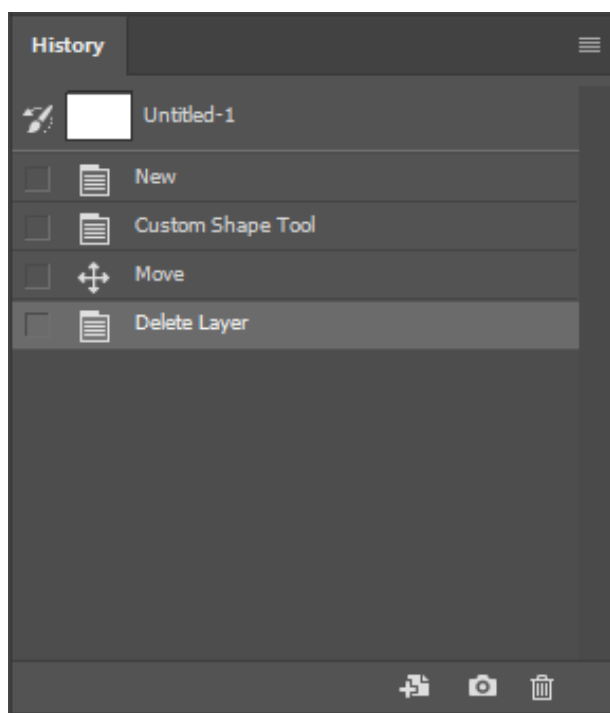 History
Untitled-1
New
Custom Shape Tool
Move
Delete Layer